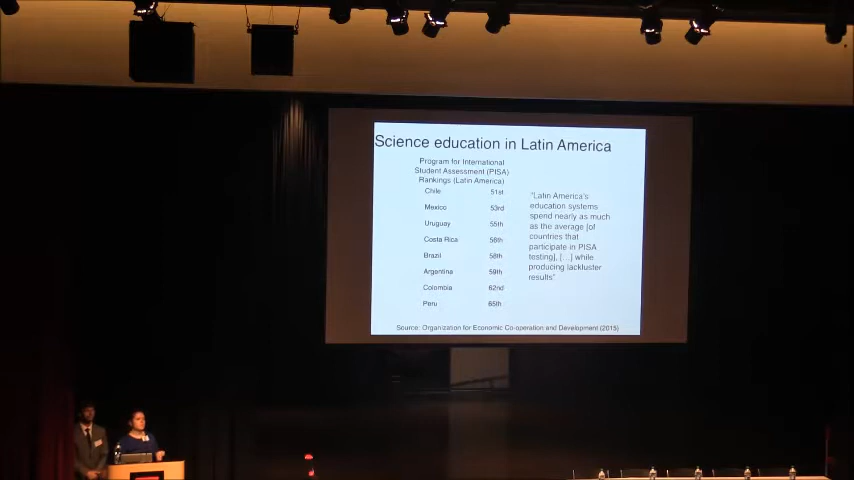 Science education in Latin America
Program for International
Student Assessment (PISA)
Rankings (Latin America)
Chile 51st
Mexico 53rd
Uruguay 55th
Costa Rica 56th
Brazil 58th
Argentina 59th
Colombia 62nd
Peru 65th
"Latin America's
education systems
spend nearly as much
as the average [of
countries that
participate in PISA
testing], [...] while
producing lackluster
results"
Source: Organization for Economic Co-operation and Development (2015)